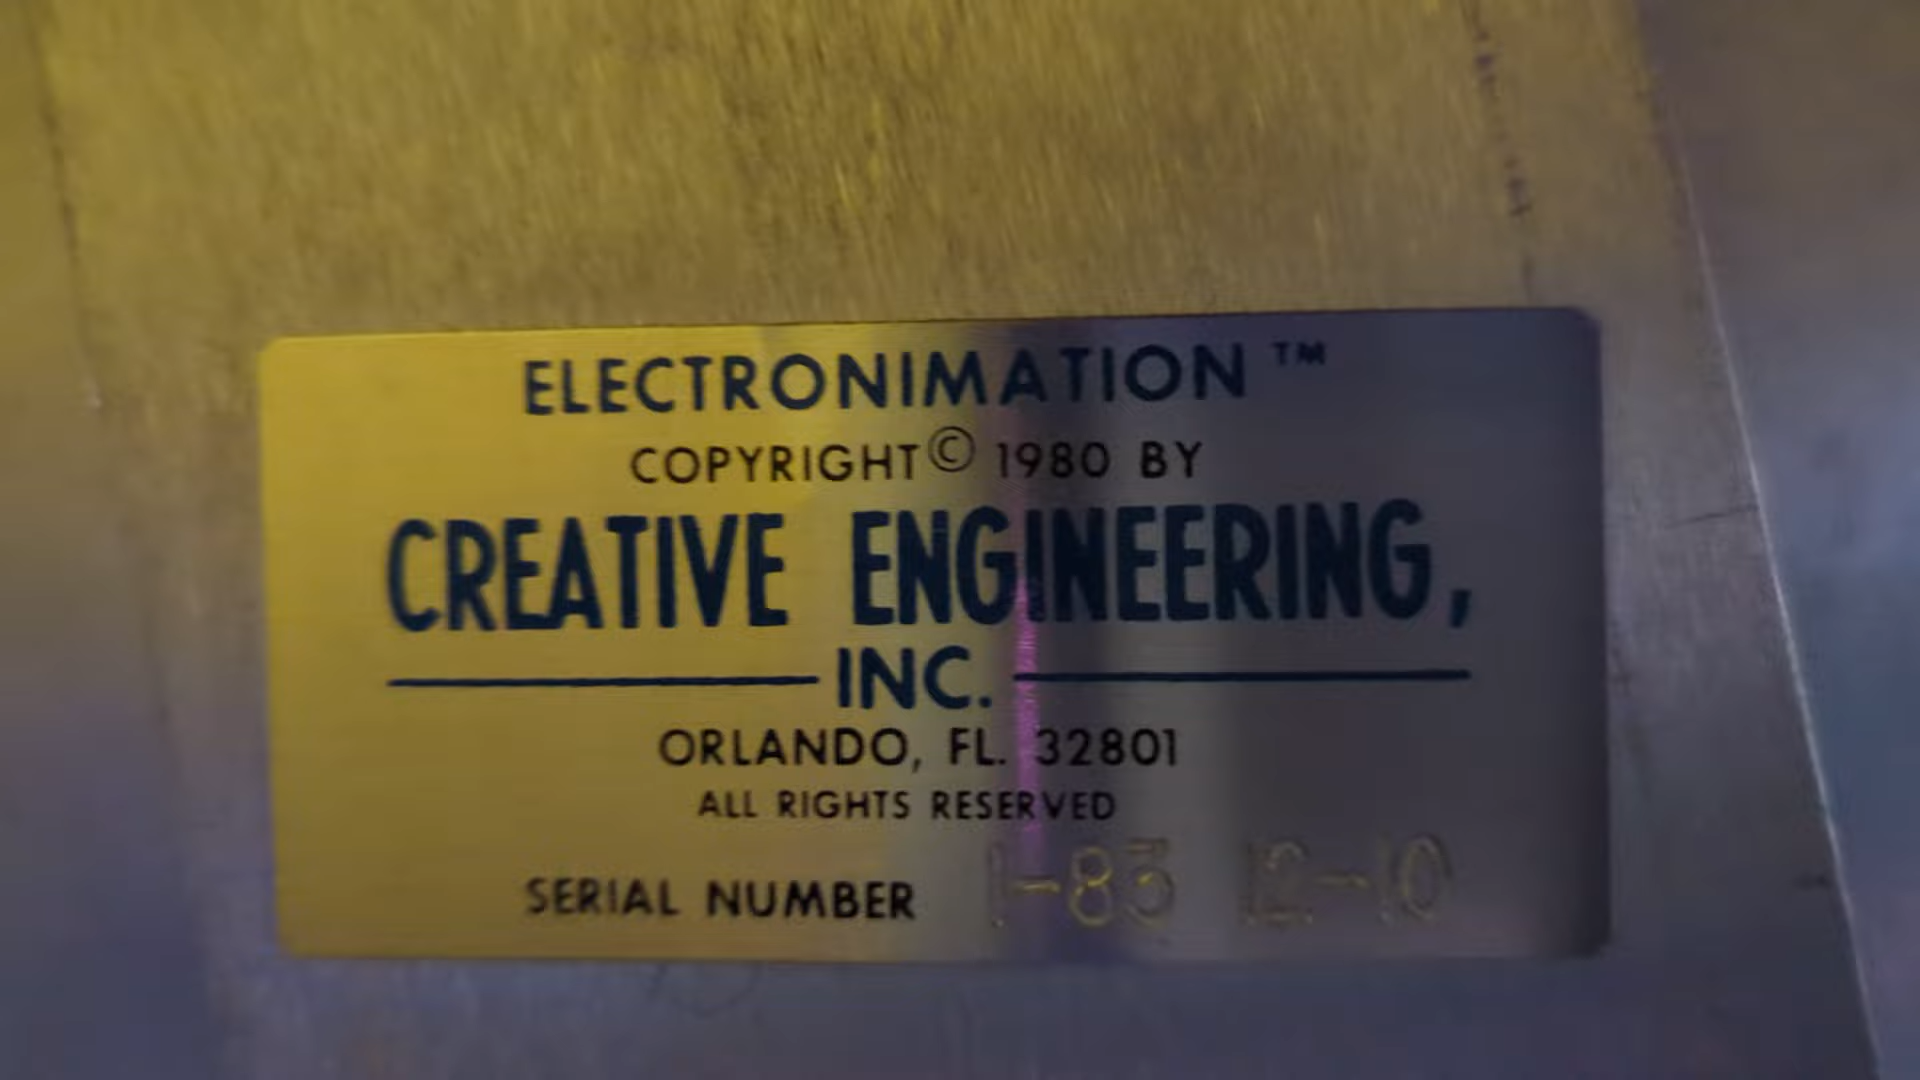 ELECTRONIMATION™
COPYRIGHT © 1980 BY
CREATIVE ENGINEERING,
INC.
ORLANDO, FL. 32801
ALL RIGHTS RESERVED
SERIAL NUMBER 1-83 12-10